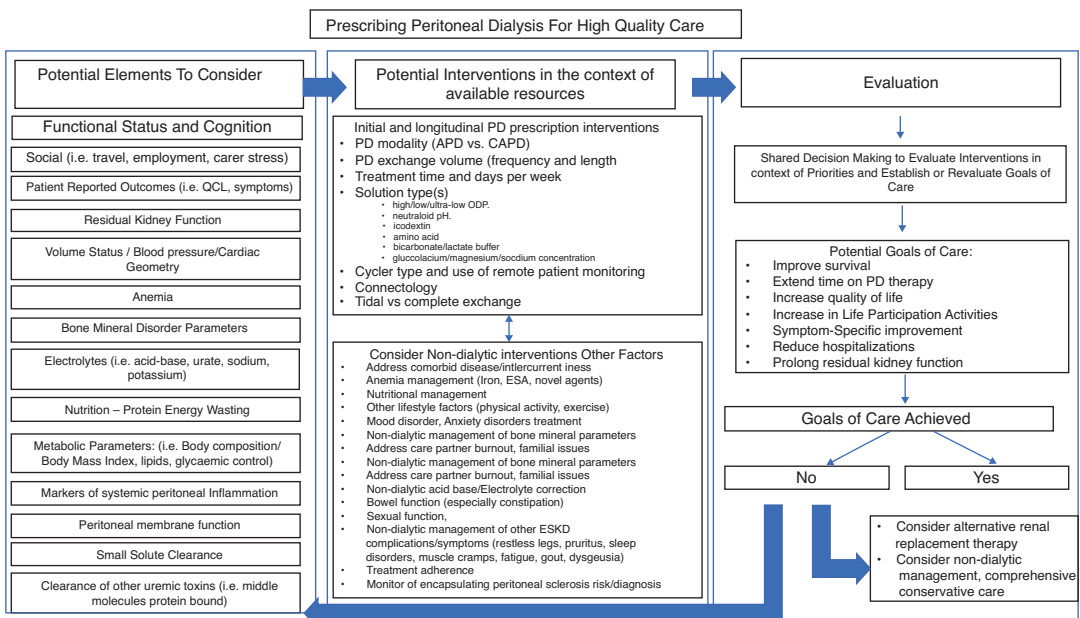 Prescribing Peritoneal Dialysis For High Quality Care
Potential Elements To Consider
Functional Status and Cognition
Social (i.e. travel, employment, carer stress)
Patient Reported Outcomes (i.e. QCL, symptoms)
Residual Kidney Function
Volume Status / Blood pressure/Cardiac
Geometry
Anemia
Bone Mineral Disorder Parameters
Electrolytes (i.e. acid-base, urate, sodium,
potassium)
Nutrition – Protein Energy Wasting
Metabolic Parameters: (i.e. Body composition/
Body Mass Index, lipids, glycaemic control)
Markers of systemic peritoneal Inflammation
Peritoneal membrane function
Small Solute Clearance
Clearance of other uremic toxins (i.e. middle
molecules protein bound)
Potential Interventions in the context of
available resources
Initial and longitudinal PD prescription interventions
• PD modality (APD vs. CAPD)
• PD exchange volume (frequency and length
• Treatment time and days per week
• Solution type(s)
• high/low/ultra-low ODP.
• neutraloid pH.
• icodextin
• amino acid
• bicarbonate/lactate buffer
• gluccolacium/magnesium/socdium concentration
• Cycler type and use of remote patient monitoring
• Connectology
• Tidal vs complete exchange
Consider Non-dialytic interventions Other Factors
• Address comorbid disease/intlercurrent iness
• Anemia management (Iron, ESA, novel agents)
• Nutritional management
• Other lifestyle factors (physical activity, exercise)
• Mood disorder, Anxiety disorders treatment
• Non-dialytic management of bone mineral parameters
• Address care partner burnout, familial issues
• Non-dialytic management of bone mineral parameters
• Address care partner burnout, familial issues
• Non-dialytic acid base/Electrolyte correction
• Bowel function (especially constipation)
• Sexual function,
• Non-dialytic management of other ESKD
complications/symptoms (restless legs, pruritus, sleep
disorders, muscle cramps, fatigue, gout, dysgeusia)
• Treatment adherence
• Monitor of encapsulating peritoneal sclerosis risk/diagnosis
Evaluation
Shared Decision Making to Evaluate Interventions in
context of Priorities and Establish or Revaluate Goals of
Care
Potential Goals of Care:
• Improve survival
• Extend time on PD therapy
• Increase quality of life
• Increase in Life Participation Activities
• Symptom-Specific improvement
• Reduce hospitalizations
• Prolong residual kidney function
Goals of Care Achieved
No
Yes
• Consider alternative renal
replacement therapy
• Consider non-dialytic
management, comprehensive
conservative care